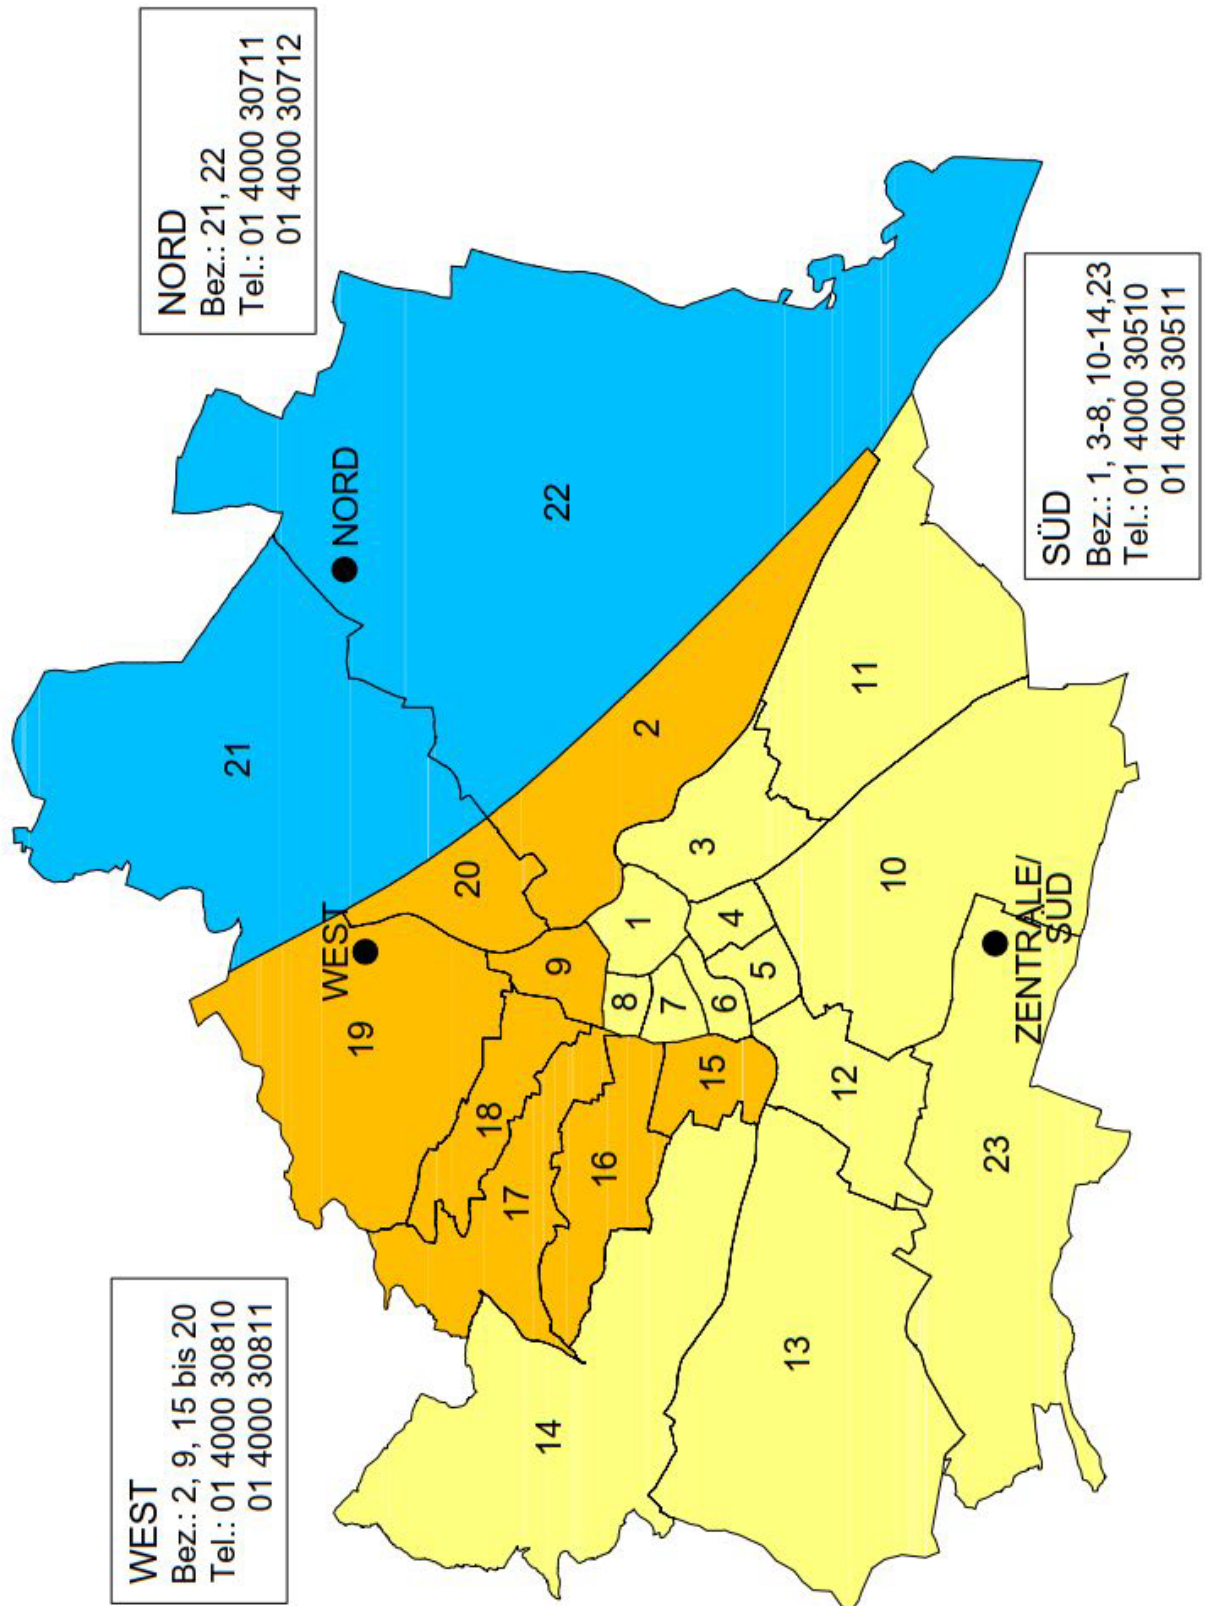 WEST
Bez.: 2, 9, 15 bis 20
Tel.: 01 4000 30810
01 4000 30811
NORD
Bez.: 21, 22
Tel.: 01 4000 30711
01 4000 30712
21
NORD
22
WEST
19
20
2
18
9
17
16
8
1
7
3
15
6
4
5
11
14
12
10
13
23
ZENTRALE/
SÜD
SÜD
Bez.: 1, 3-8, 10-14,23
Tel.: 01 4000 30510
01 4000 30511